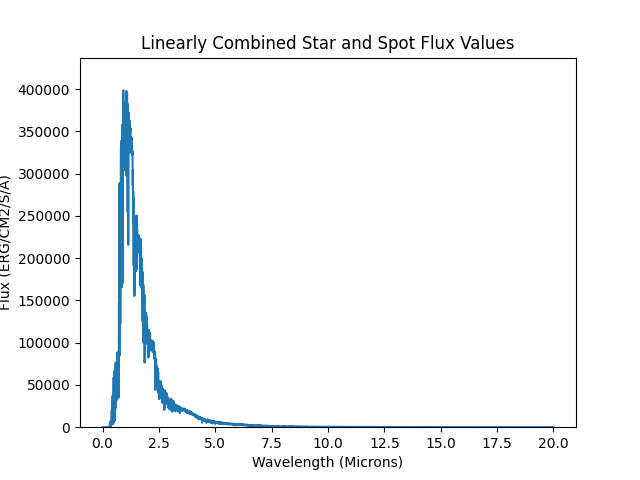 Linearly Combined Star and Spot Flux Values
Flux (ERG/CM2/S/A)
400000
350000
300000
250000
200000
150000
100000
50000
0
0.0 2.5 5.0 7.5 10.0 12.5 15.0 17.5 20.0
Wavelength (Microns)